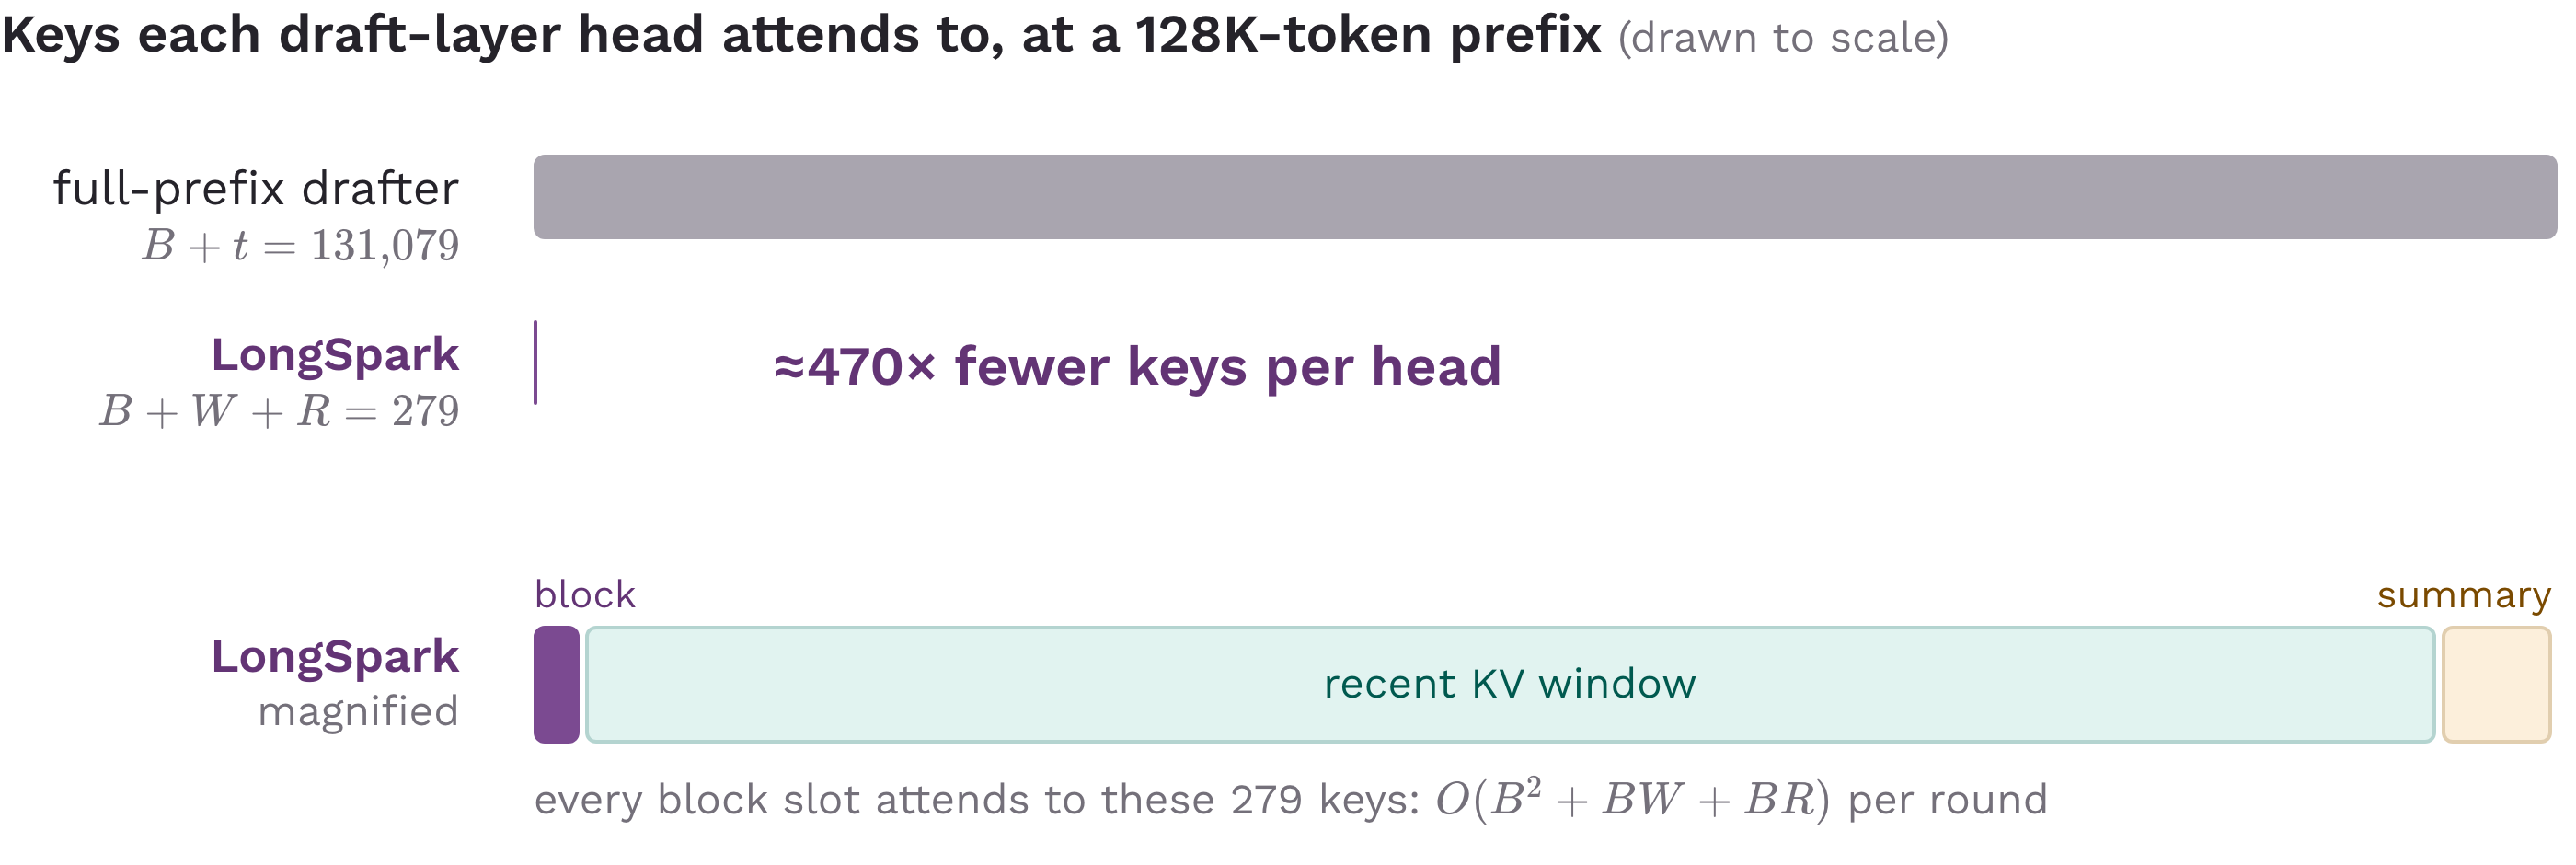 Keys each draft-layer head attends to, at a 128K-token prefix (drawn to scale)
full-prefix drafter
B + t = 131,079
LongSpark
B + W + R = 279
≈470× fewer keys per head
block
summary
LongSpark
magnified
recent KV window
every block slot attends to these 279 keys: O(B² + BW + BR) per round